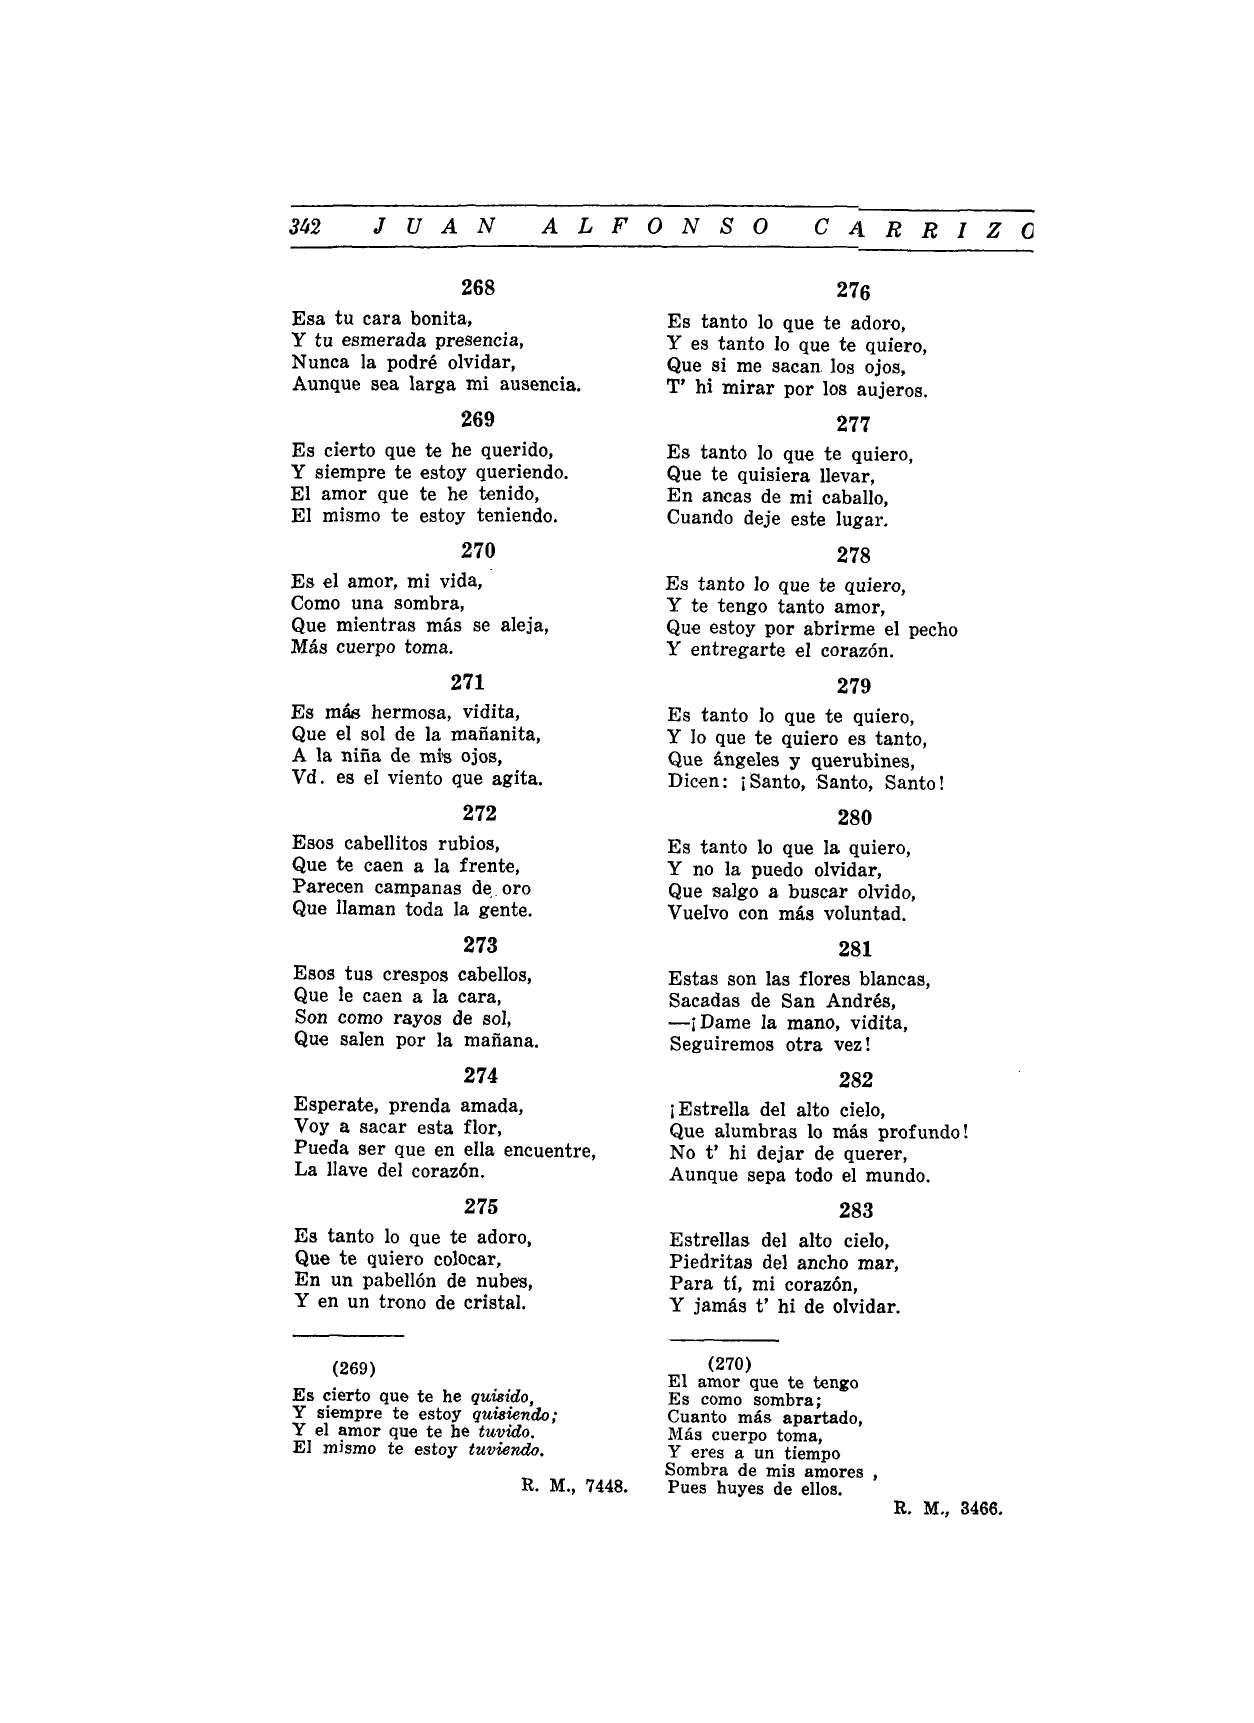 342 JUAN ALFONSO CARRIZO
268
Esa tu cara bonita,
Y tu esmerada presencia,
Nunca la podré olvidar,
Aunque sea larga mi ausencia.
269
Es cierto que te he querido,
Y siempre te estoy queriendo.
El amor que te he tenido,
El mismo te estoy teniendo.
270
Es el amor, mi vida,
Como una sombra,
Que mientras más se aleja,
Más cuerpo toma.
271
Es más hermosa, vidita,
Que el sol de la mañanita,
A la niña de mis ojos,
Vd. es el viento que agita.
272
Esos cabellitos rubios,
Que te caen a la frente,
Parecen campanas de oro
Que llaman toda la gente.
273
Esos tus crespos cabellos,
Que le caen a la cara,
Son como rayos de sol,
Que salen por la mañana.
274
Esperate, prenda amada,
Voy a sacar esta flor,
Pueda ser que en ella encuentre,
La llave del corazón.
275
Es tanto lo que te adoro,
Que te quiero colocar,
En un pabellón de nubes,
Y en un trono de cristal.
(269)
Es cierto que te he quisido,
Y siempre te estoy quisiendo;
Y el amor que te he tuvido.
El mismo te estoy tuviendo.
R. M., 7448.
276
Es tanto lo que te adoro,
Y es tanto lo que te quiero,
Que si me sacan los ojos,
T' hi mirar por los aujeros.
277
Es tanto lo que te quiero,
Que te quisiera llevar,
En ancas de mi caballo,
Cuando deje este lugar.
278
Es tanto lo que te quiero,
Y te tengo tanto amor,
Que estoy por abrirme el pecho
Y entregarte el corazón.
279
Es tanto lo que te quiero,
Y lo que te quiero es tanto,
Que ángeles y querubines,
Dicen: ¡Santo, Santo, Santo!
280
Es tanto lo que la quiero,
Y no la puedo olvidar,
Que salgo a buscar olvido,
Vuelvo con más voluntad.
281
Estas son las flores blancas,
Sacadas de San Andrés,
—¡Dame la mano, vidita,
Seguiremos otra vez!
282
¡Estrella del alto cielo,
Que alumbras lo más profundo!
No t' hi dejar de querer,
Aunque sepa todo el mundo.
283
Estrellas del alto cielo,
Piedritas del ancho mar,
Para tí, mi corazón,
Y jamás t' hi de olvidar.
(270)
El amor que te tengo
Es como sombra;
Cuanto más apartado,
Más cuerpo toma,
Y eres a un tiempo
Sombra de mis amores ,
Pues huyes de ellos.
R. M., 3466.